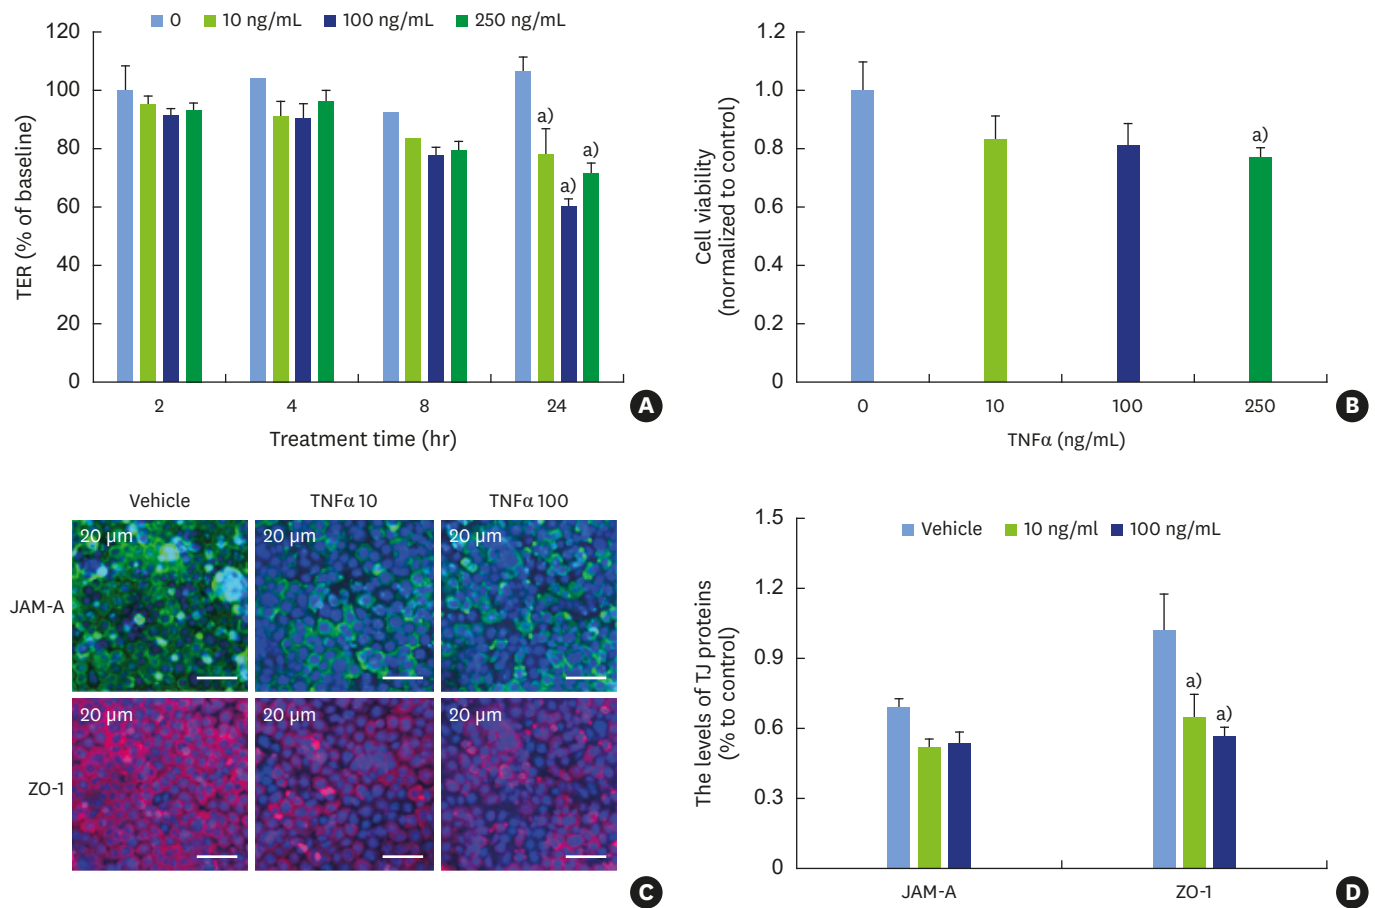 0 10 ng/mL 100 ng/mL 250 ng/mL
120
100
80
60
40
20
0
TER (% of baseline)
a)
a)
a)
2 4 8 24
Treatment time (hr)
A
1.2
1.0
0.8
0.6
0.4
0.2
0
Cell viability
(normalized to control)
a)
0 10 100 250
TNFα (ng/mL)
B
Vehicle TNFα 10 TNFα 100
JAM-A
20 μm 20 μm 20 μm
ZO-1
20 μm 20 μm 20 μm
C
Vehicle 10 ng/ml 100 ng/mL
1.5
1.2
0.9
0.6
0.3
0
The levels of TJ proteins
(% to control)
a)
a)
JAM-A ZO-1
D